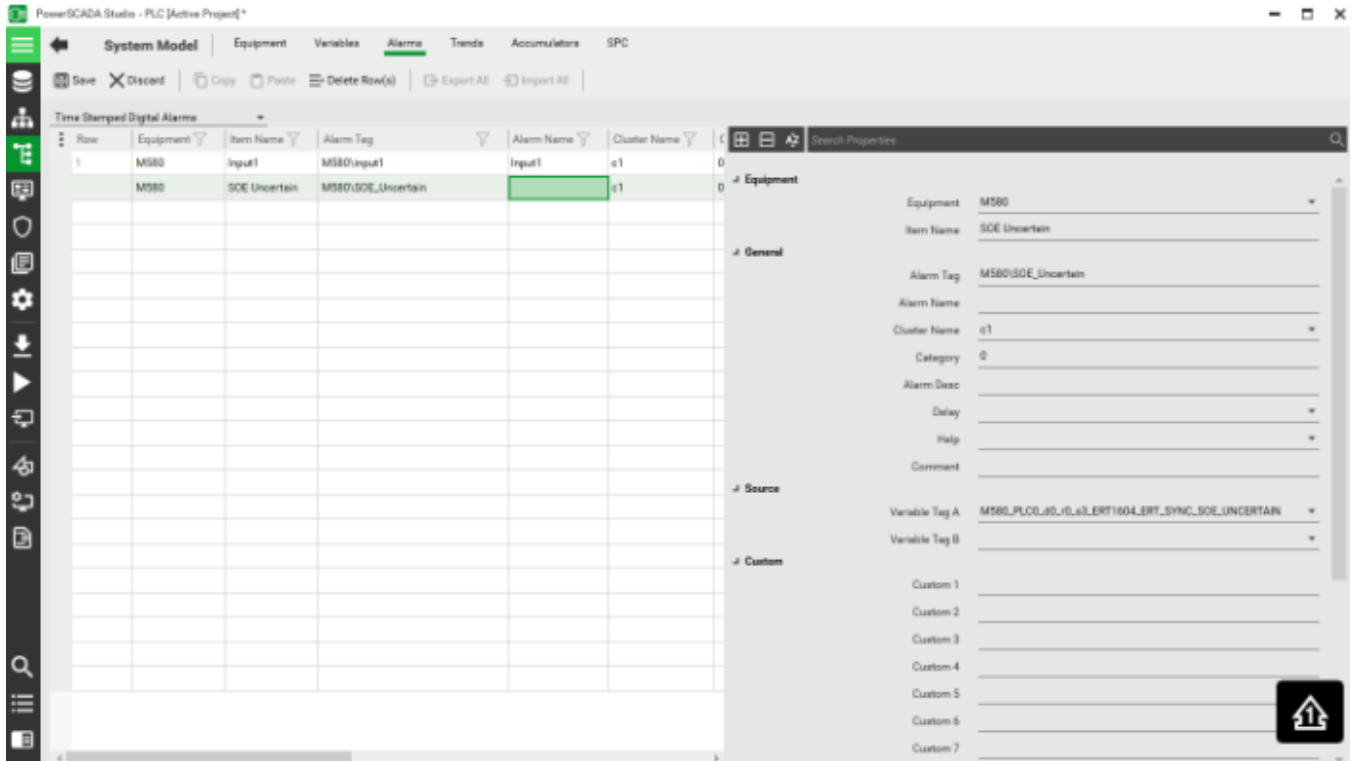 PowerSCADA Studio - PLC [Active Project] *
System Model Equipment Variables Alarms Trends Accumulators SPC
Save Discard Copy Paste Delete Row(s) Export All Import All
Time Stamped Digital Alarms
Row Equipment Item Name Alarm Tag Alarm Name Cluster Name
1 M580 Input1 M580\Input1 Input1 c1 0
M580 SOE Uncertain M580\SOE_Uncertain c1 0
Search Properties
Equipment
Equipment M580
Item Name SOE Uncertain
General
Alarm Tag M580\SOE_Uncertain
Alarm Name
Cluster Name c1
Category 0
Alarm Desc
Delay
Help
Comment
Source
Variable Tag A M580_PLC0_d0_r0_s3_ERT1604_ERT_SYNC_SOE_UNCERTAIN
Variable Tag B
Custom
Custom 1
Custom 2
Custom 3
Custom 4
Custom 5
Custom 6
Custom 7
1